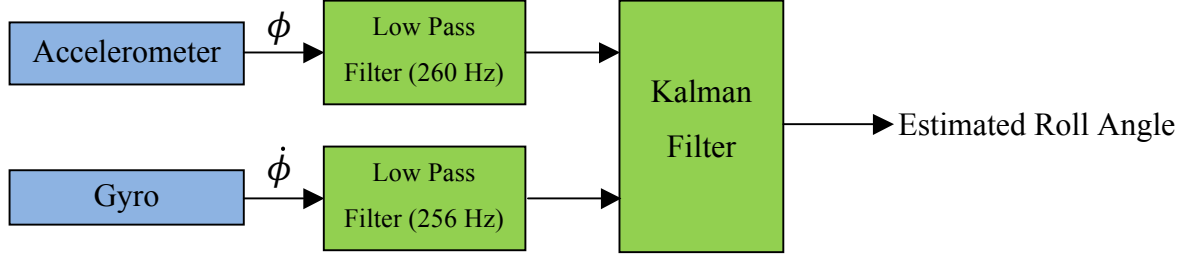 Accelerometer
ϕ
Low Pass
Filter (260 Hz)
Kalman
Filter
Estimated Roll Angle
Gyro
ϕ̇
Low Pass
Filter (256 Hz)